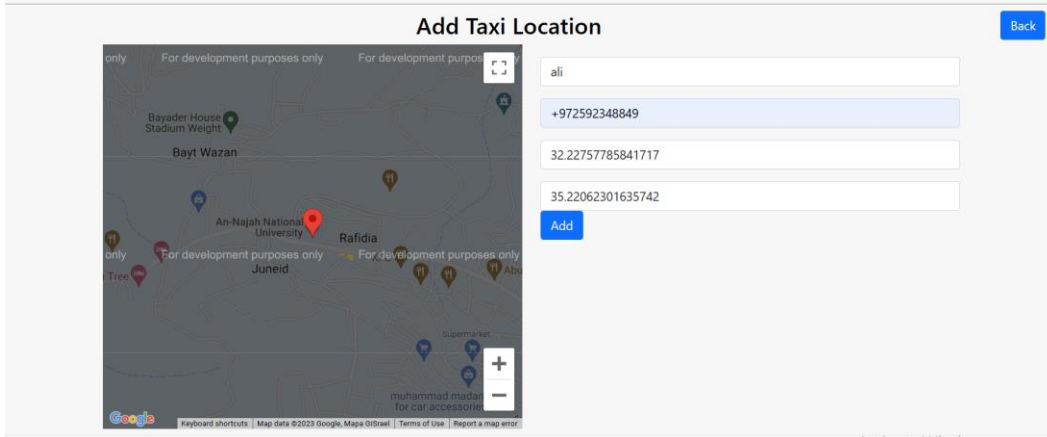 Add Taxi Location
Back
only For development purposes only For development purpos
Bayader House
Stadium Weight
Bayt Wazan
An-Najah National
University
Rafidia
only For development purposes only For development purposes only
Juneid
Tree
Abu
Supermarket
muhammad madan
for car accessories
Google
Keyboard shortcuts Map data ©2023 Google, Mapa GISrael Terms of Use Report a map error
ali
+972592348849
32.22757785841717
35.22062301635742
Add